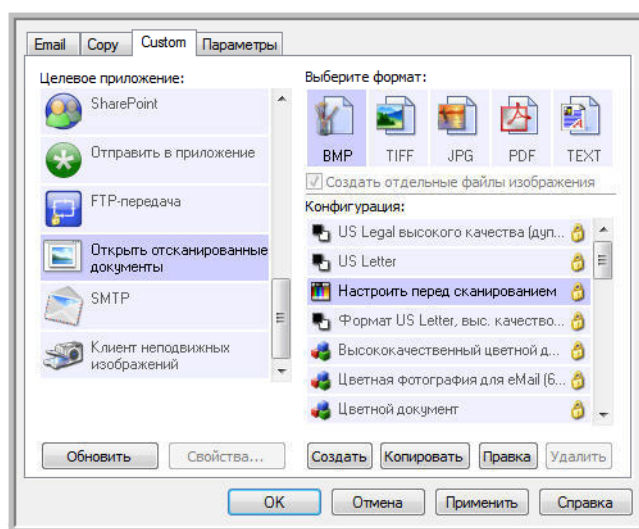 Email Copy Custom Параметры
Целевое приложение:
SharePoint
Отправить в приложение
FTP-передача
Открыть отсканированные
документы
SMTP
Клиент неподвижных
изображений
Обновить Свойства...
Выберите формат:
BMP TIFF JPG PDF TEXT
Создать отдельные файлы изображения
Конфигурация:
US Legal высокого качества (дуп...
US Letter
Настроить перед сканированием
Формат US Letter, выс. качество...
Высококачественный цветной д...
Цветная фотография для eMail (6...
Цветной документ
Создать Копировать Правка Удалить
OK Отмена Применить Справка